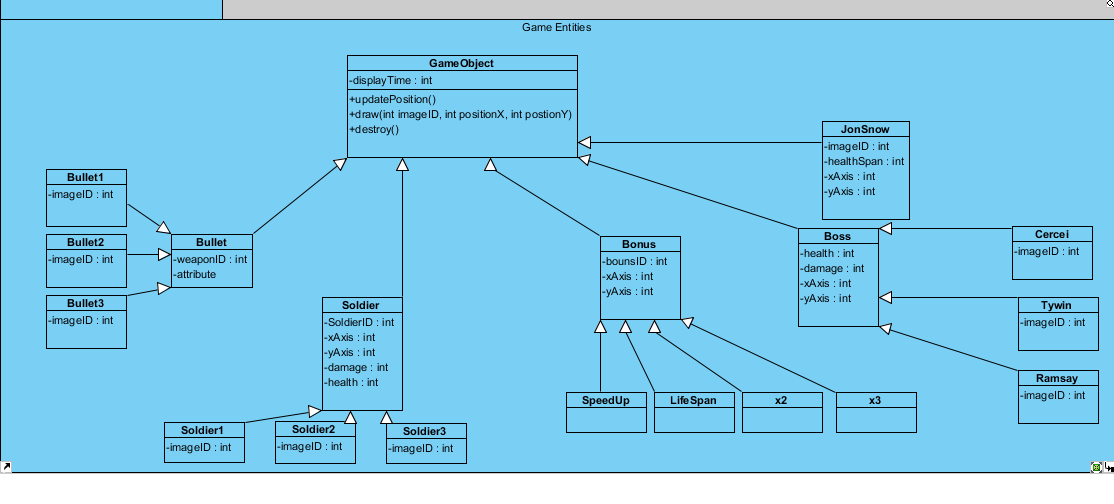 Game Entities
GameObject
-displayTime : int
+updatePosition()
+draw(int imageID, int positionX, int postionY)
+destroy()
JonSnow
-imageID : int
-healthSpan : int
-xAxis : int
-yAxis : int
Bullet1
-imageID : int
Bullet2
-imageID : int
Bullet3
-imageID : int
Bullet
-weaponID : int
-attribute
Bonus
-bounsID : int
-xAxis : int
-yAxis : int
Boss
-health : int
-damage : int
-xAxis : int
-yAxis : int
Cercei
-imageID : int
Tywin
-imageID : int
Ramsay
-imageID : int
Soldier
-SoldierID : int
-xAxis : int
-yAxis : int
-damage : int
-health : int
SpeedUp
LifeSpan
x2
x3
Soldier1
-imageID : int
Soldier2
-imageID : int
Soldier3
-imageID : int